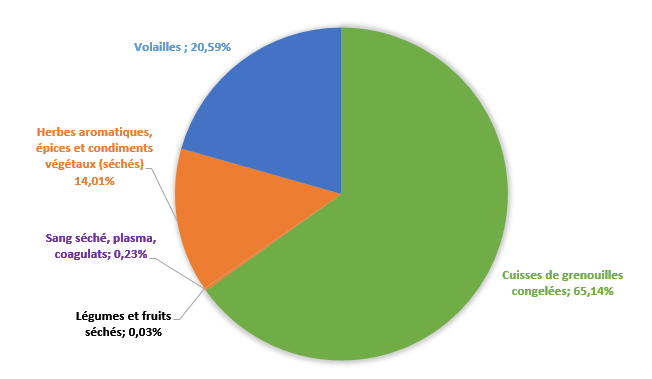 Volailles ; 20,59%
Herbes aromatiques,
épices et condiments
végétaux (séchés)
14,01%
Sang séché, plasma,
coagulats; 0,23%
Cuisses de grenouilles
congelées; 65,14%
Légumes et fruits
séchés; 0,03%